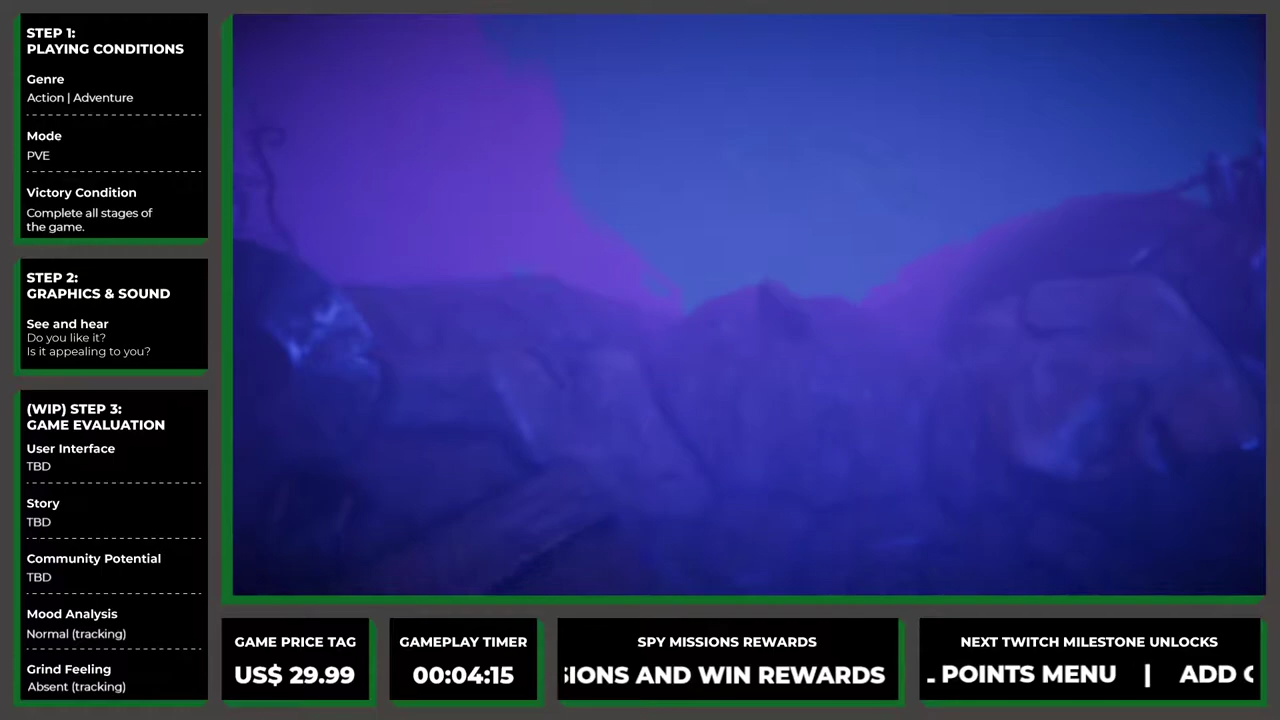 STEP 1:
PLAYING CONDITIONS
Genre
Action | Adventure
Mode
PVE
Victory Condition
Complete all stages of
the game.
STEP 2:
GRAPHICS & SOUND
See and hear
Do you like it?
Is it appealing to you?
(WIP) STEP 3:
GAME EVALUATION
User Interface
TBD
Story
TBD
Community Potential
TBD
Mood Analysis
Normal (tracking)
Grind Feeling
Absent (tracking)
GAME PRICE TAG
US$ 29.99
GAMEPLAY TIMER
00:04:15
SPY MISSIONS REWARDS
AND WIN REWARDS
NEXT TWITCH MILESTONE UNLOCKS
POINTS MENU | ADD